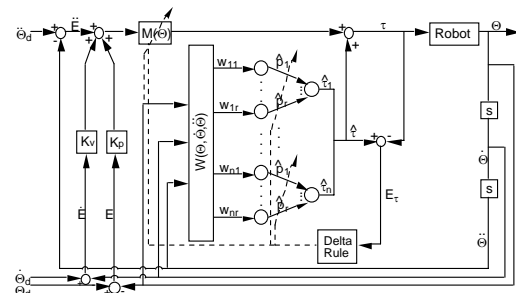 Θ̈d
Ë
M(Θ)
τ
Robot
Θ
+ - + + + + +
w11
p̂1
τ̂1
w1r
p̂r
W(Θ,Θ̇,Θ̈)
τ̂
+ -
S
Kv
Kp
wn1
p̂1
τ̂n
Θ̇
Eτ
S
wnr
p̂r
Ė
E
Delta
Rule
Θ̈
Θ̇d
Θd